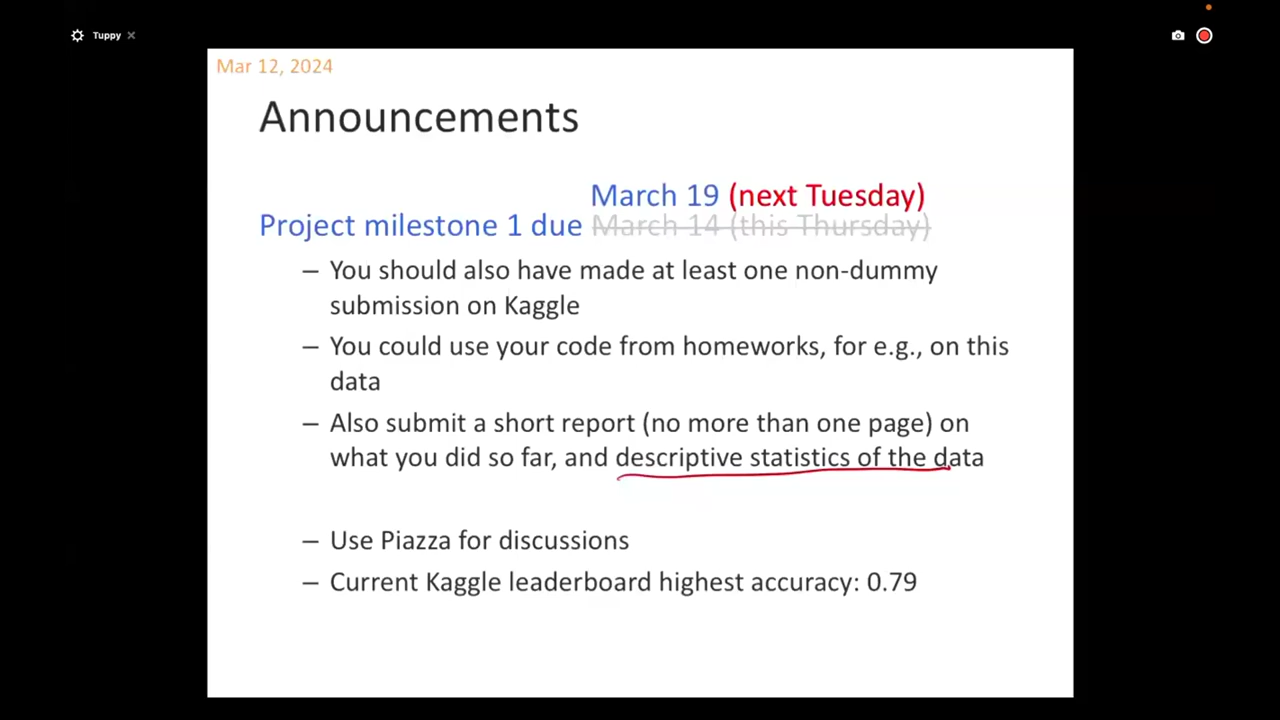 Tuppy
Mar 12, 2024
Announcements
March 19 (next Tuesday)
Project milestone 1 due March 14 (this Thursday)
– You should also have made at least one non-dummy
submission on Kaggle
– You could use your code from homeworks, for e.g., on this
data
– Also submit a short report (no more than one page) on
what you did so far, and descriptive statistics of the data
– Use Piazza for discussions
– Current Kaggle leaderboard highest accuracy: 0.79